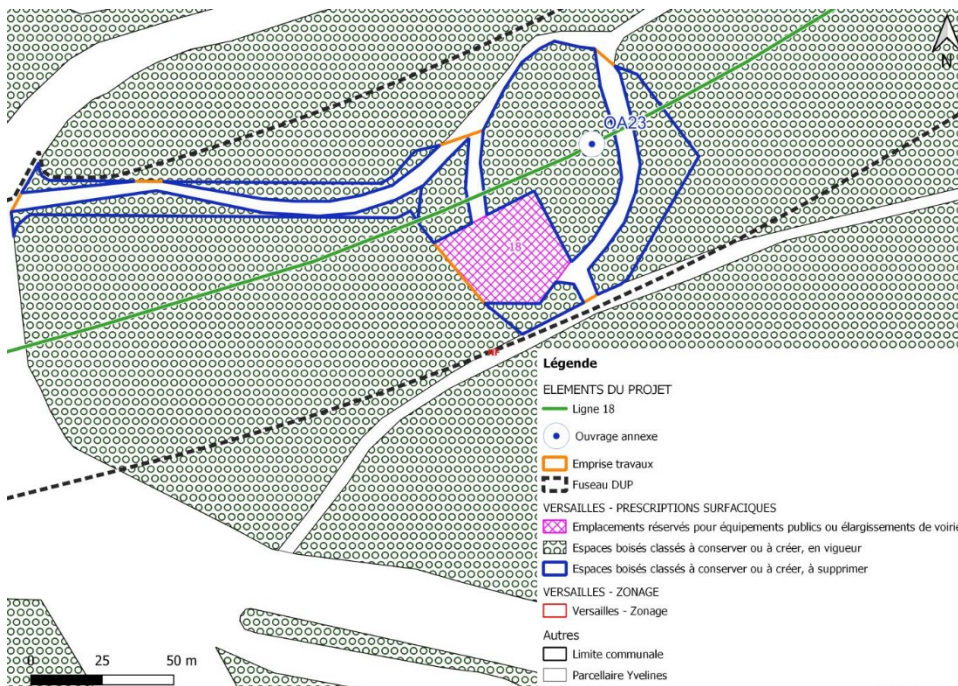 N
OA23
18
NF
Légende
ELEMENTS DU PROJET
Ligne 18
Ouvrage annexe
Emprise travaux
Fuseau DUP
VERSAILLES - PRESCRIPTIONS SURFACIQUES
Emplacements réservés pour équipements publics ou élargissements de voirie
Espaces boisés classés à conserver ou à créer, en vigueur
Espaces boisés classés à conserver ou à créer, à supprimer
VERSAILLES - ZONAGE
Versailles - Zonage
Autres
Limite communale
Parcellaire Yvelines
0 25 50 m